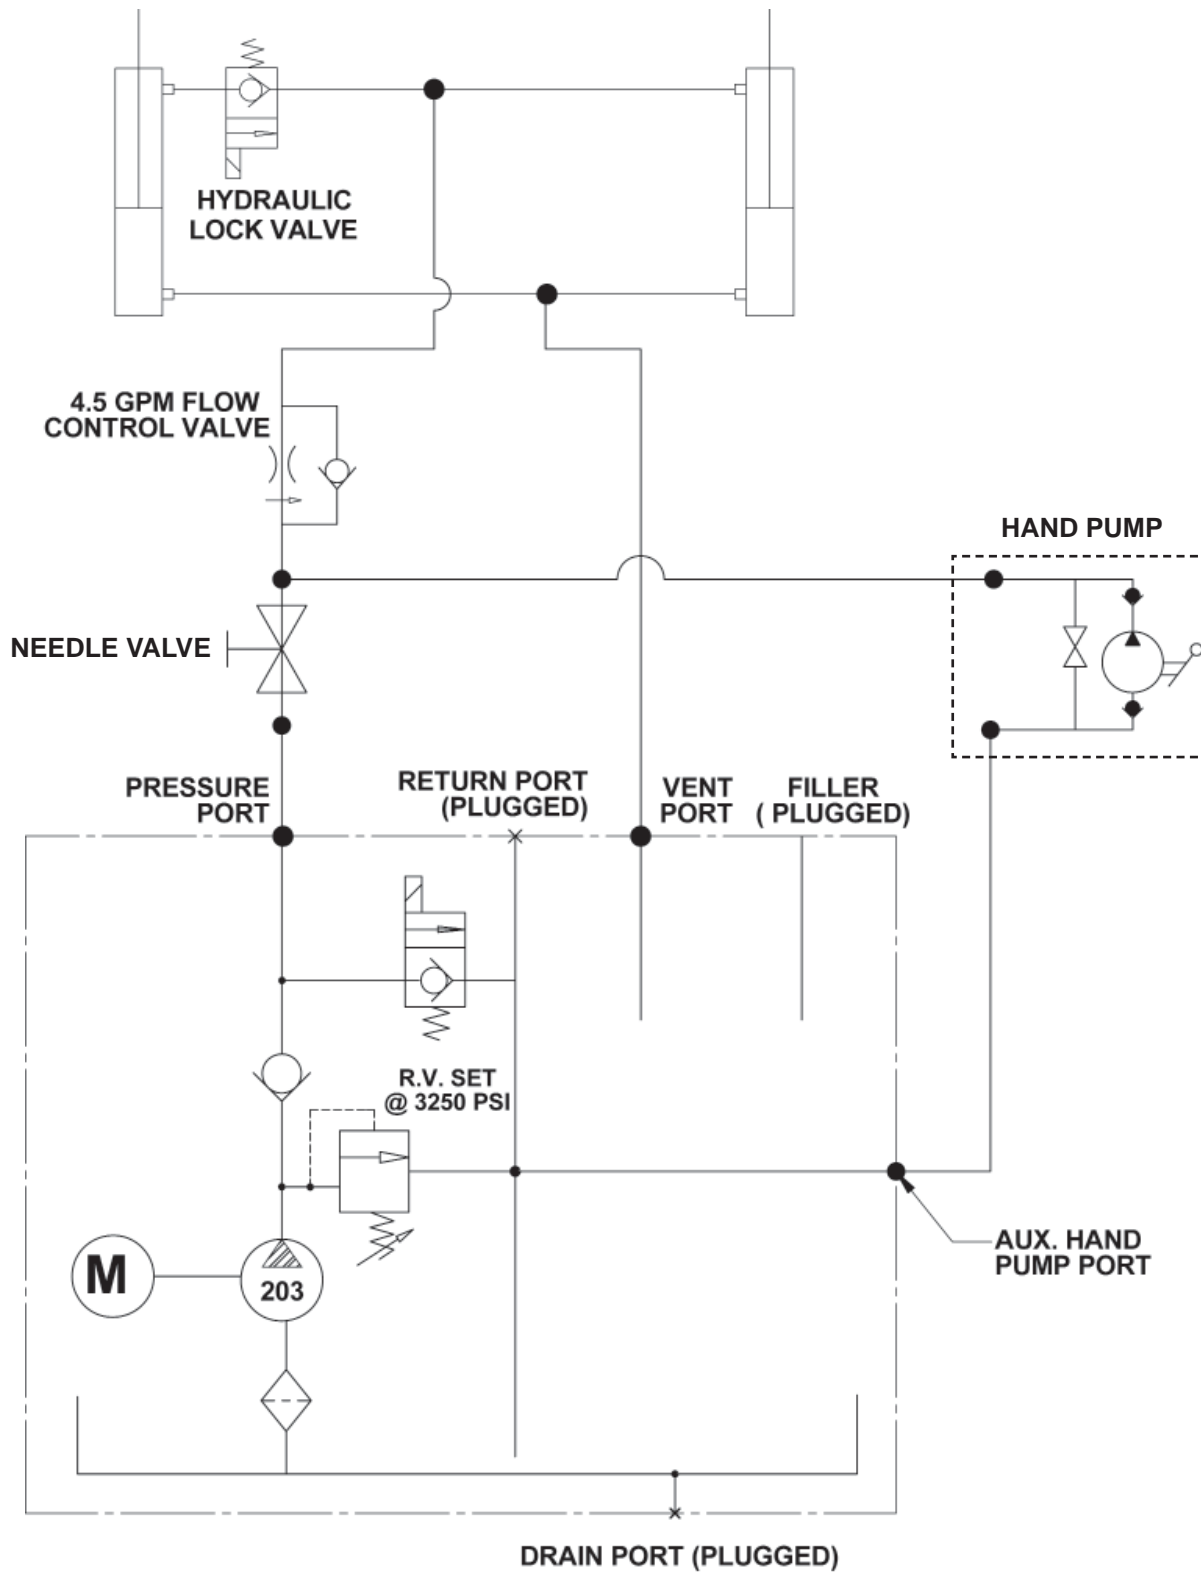 HYDRAULIC
LOCK VALVE
4.5 GPM FLOW
CONTROL VALVE
HAND PUMP
NEEDLE VALVE
PRESSURE
PORT
RETURN PORT
(PLUGGED)
VENT
PORT
FILLER
( PLUGGED)
R.V. SET
@ 3250 PSI
M
203
AUX. HAND
PUMP PORT
DRAIN PORT (PLUGGED)